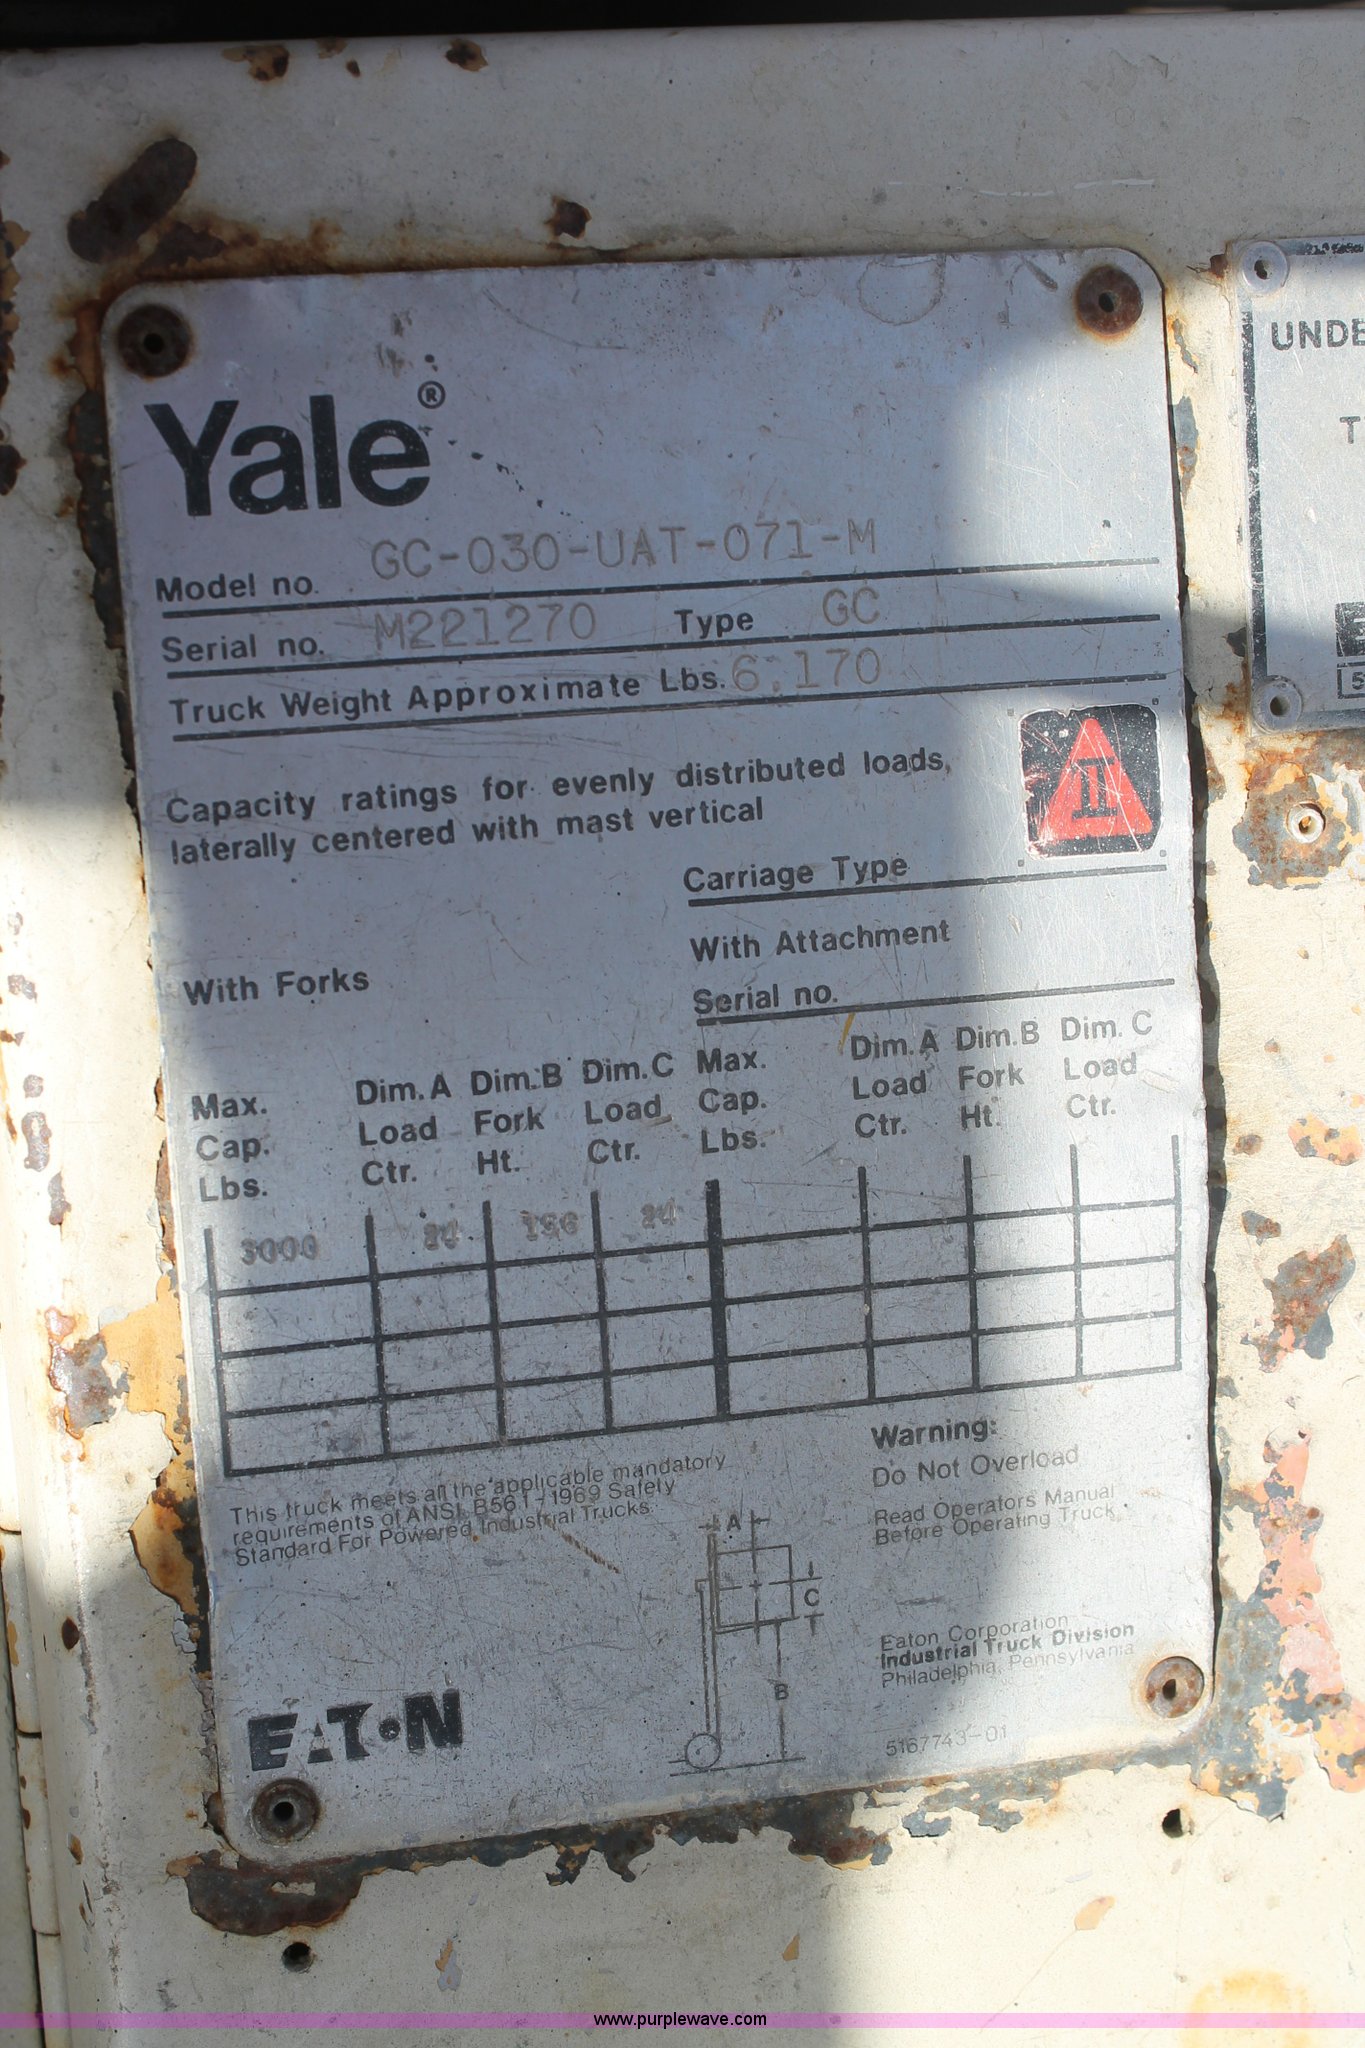 Yale®
Model no. GC-030-UAT-071-M
Serial no. M221270 Type GC
Truck Weight Approximate Lbs. 6,170
Capacity ratings for evenly distributed loads,
laterally centered with mast vertical
II
Carriage Type
With Attachment
With Forks
Serial no.
Max. Dim. A Dim. B Dim. C Max. Dim. A Dim. B Dim. C
Cap. Load Fork Load Cap. Load Fork Load
Lbs. Ctr. Ht. Ctr. Lbs. Ctr. Ht. Ctr.
3000 24 156 24
Warning:
Do Not Overload
Read Operators Manual
Before Operating Truck
This truck meets all the applicable mandatory
requirements of ANSI B56.1-1969 Safety
Standard For Powered Industrial Trucks.
A
C
B
Eaton Corporation
Industrial Truck Division
Philadelphia, Pennsylvania
5167743-01
EATON
UNDE
T
5
www.purplewave.com